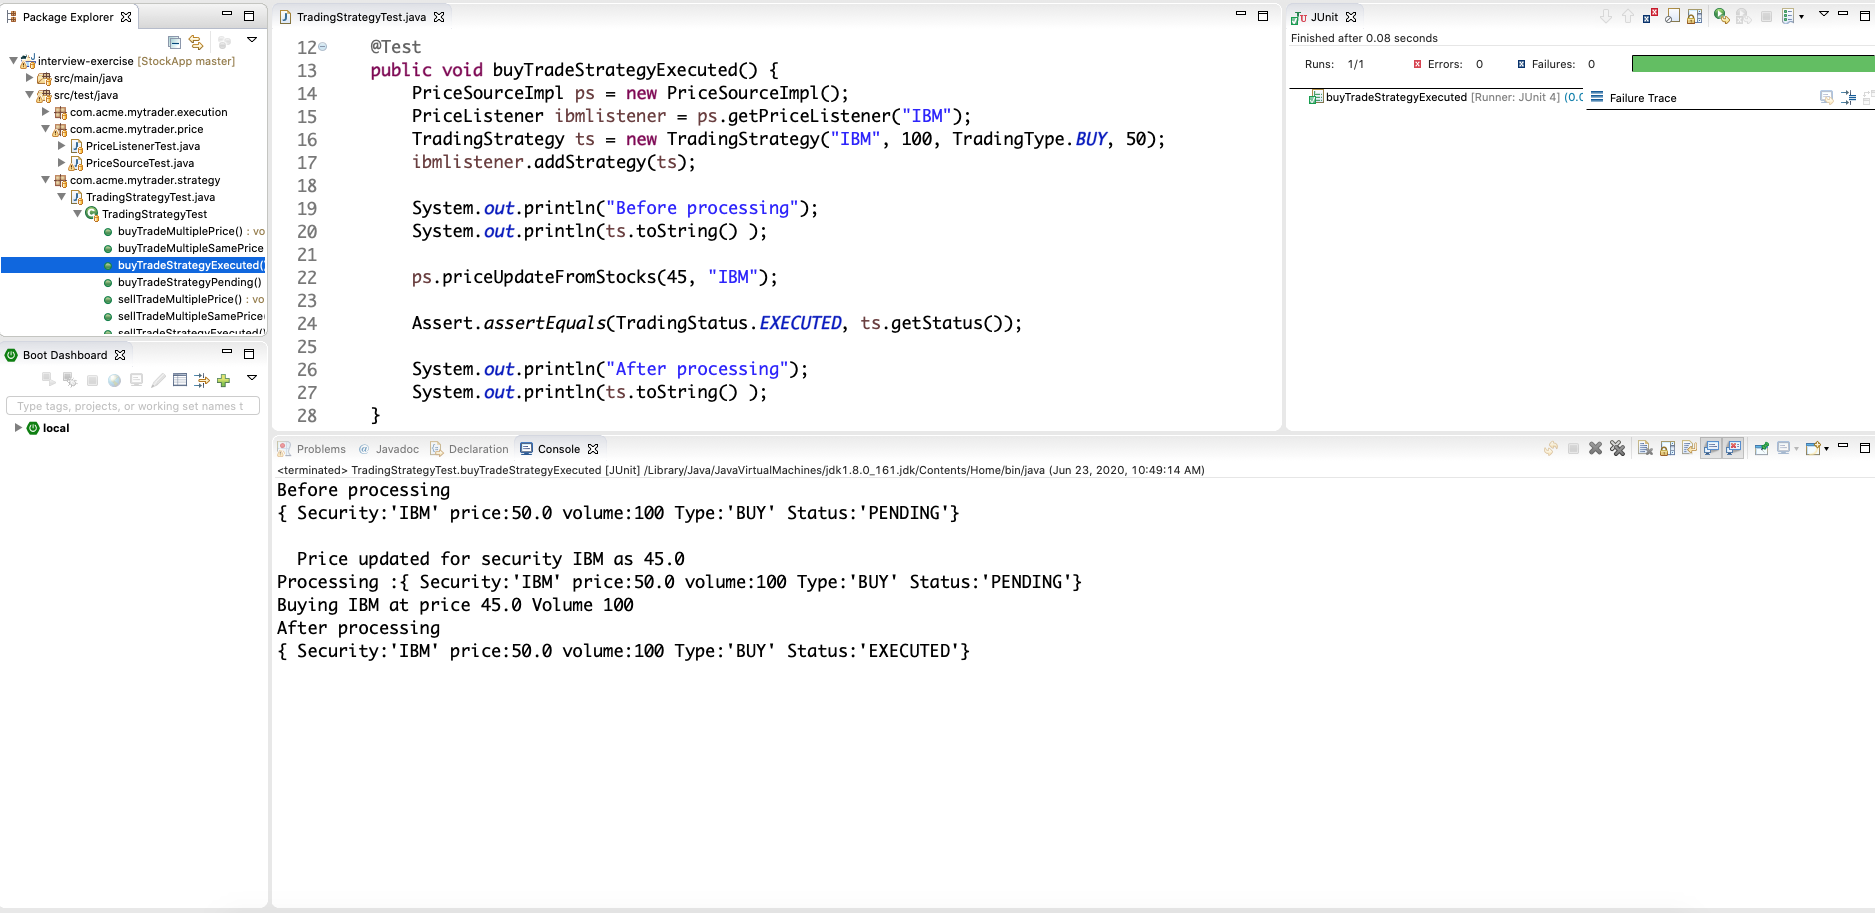 Package Explorer
interview-exercise [StockApp master]
src/main/java
src/test/java
com.acme.mytrader.execution
com.acme.mytrader.price
PriceListenerTest.java
PriceSourceTest.java
com.acme.mytrader.strategy
TradingStrategyTest.java
TradingStrategyTest
buyTradeMultiplePrice() : vo
buyTradeMultipleSamePrice
buyTradeStrategyExecuted()
buyTradeStrategyPending()
sellTradeMultiplePrice() : vo
sellTradeMultipleSamePrice
sellTradeStrategyExecuted()
Boot Dashboard
Type tags, projects, or working set names t
local
TradingStrategyTest.java
12 @Test
13 public void buyTradeStrategyExecuted() {
14 PriceSourceImpl ps = new PriceSourceImpl();
15 PriceListener ibmlistener = ps.getPriceListener("IBM");
16 TradingStrategy ts = new TradingStrategy("IBM", 100, TradingType.BUY, 50);
17 ibmlistener.addStrategy(ts);
18
19 System.out.println("Before processing");
20 System.out.println(ts.toString() );
21
22 ps.priceUpdateFromStocks(45, "IBM");
23
24 Assert.assertEquals(TradingStatus.EXECUTED, ts.getStatus());
25
26 System.out.println("After processing");
27 System.out.println(ts.toString() );
28 }
JUnit
Finished after 0.08 seconds
Runs: 1/1 Errors: 0 Failures: 0
buyTradeStrategyExecuted [Runner: JUnit 4] (0.0
Failure Trace
Problems @ Javadoc Declaration Console
<terminated> TradingStrategyTest.buyTradeStrategyExecuted [JUnit] /Library/Java/JavaVirtualMachines/jdk1.8.0_161.jdk/Contents/Home/bin/java (Jun 23, 2020, 10:49:14 AM)
Before processing
{ Security:'IBM' price:50.0 volume:100 Type:'BUY' Status:'PENDING'}
Price updated for security IBM as 45.0
Processing :{ Security:'IBM' price:50.0 volume:100 Type:'BUY' Status:'PENDING'}
Buying IBM at price 45.0 Volume 100
After processing
{ Security:'IBM' price:50.0 volume:100 Type:'BUY' Status:'EXECUTED'}